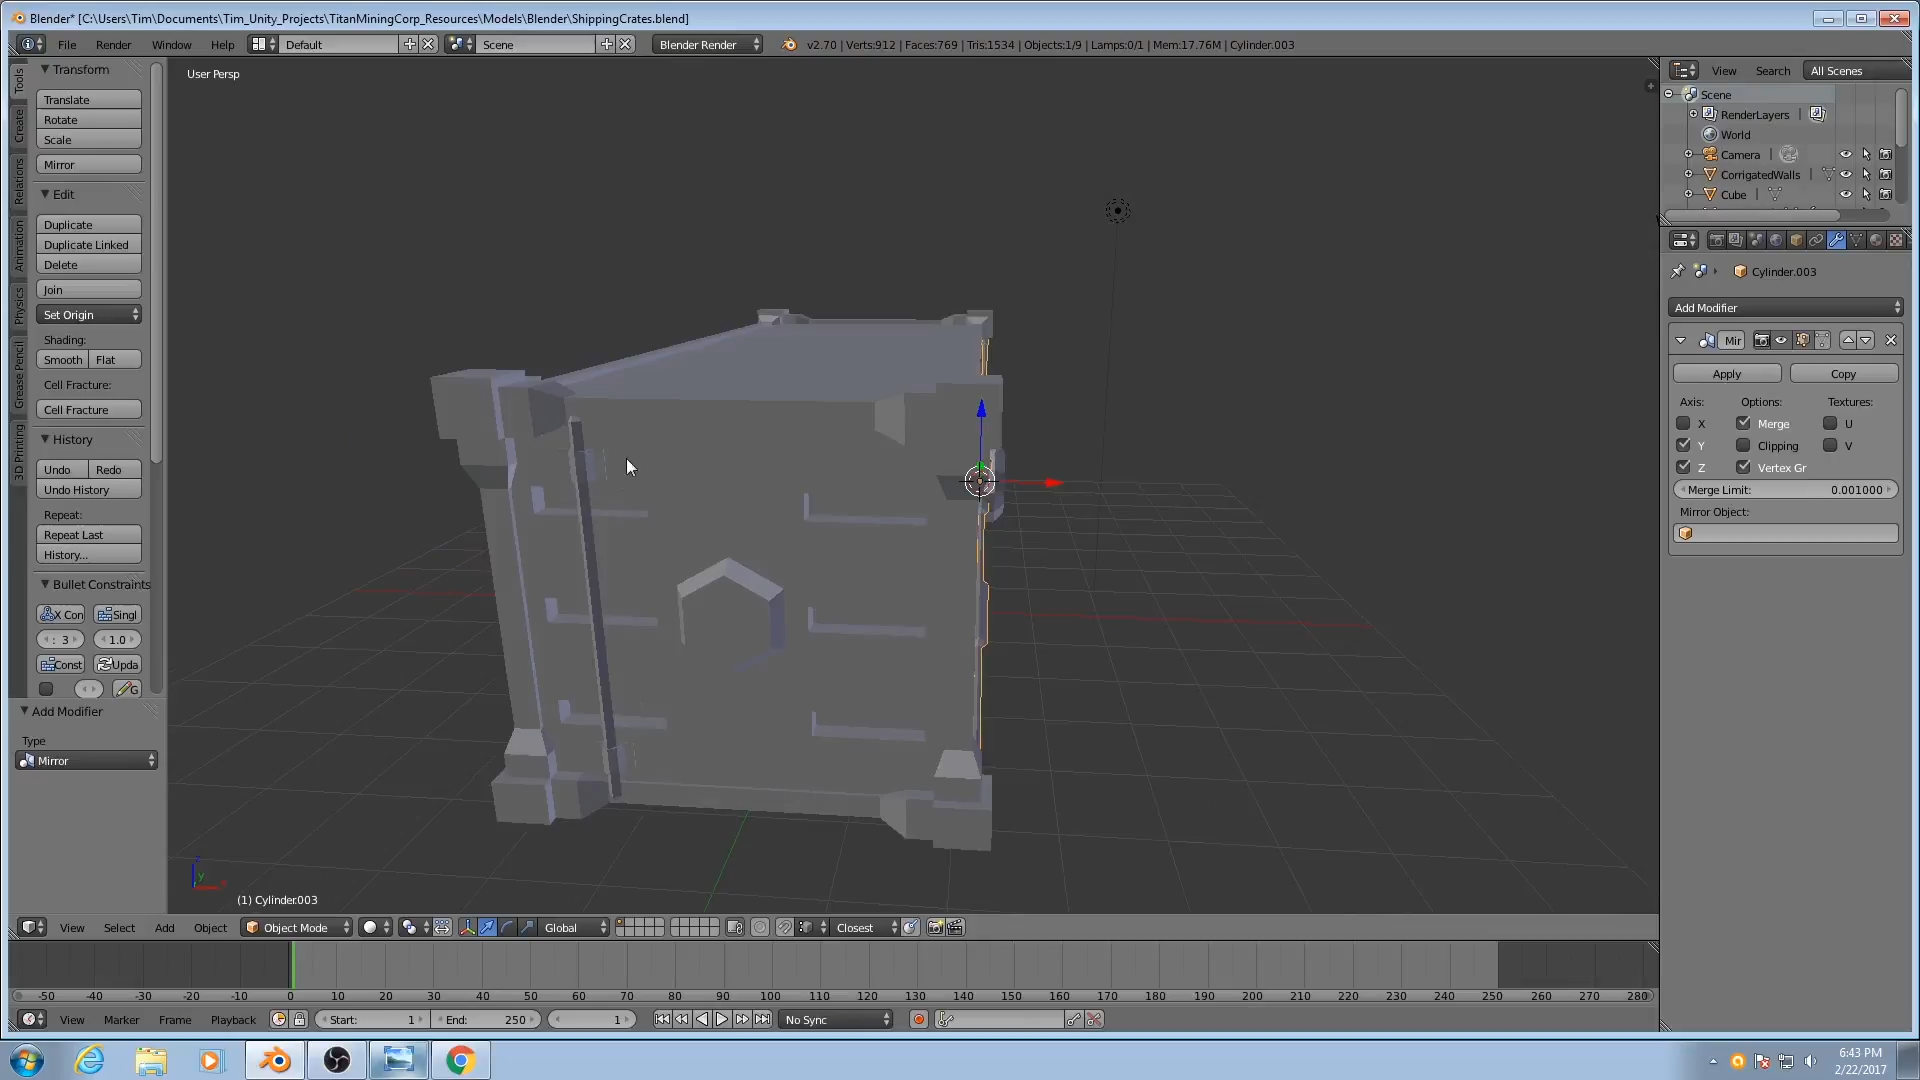 Blender* [C:\Users\Tim\Documents\Tim_Unity_Projects\TitanMiningCorp_Resources\Models\Blender\ShippingCrates.blend]
File Render Window Help Default Scene Blender Render v2.70 | Verts:912 | Faces:769 | Tris:1534 | Objects:1/9 | Lamps:0/1 | Mem:17.76M | Cylinder.003
Tools
Create
Relations
Animation
Physics
Grease Pencil
3D Printing
Transform
Translate
Rotate
Scale
Mirror
Edit
Duplicate
Duplicate Linked
Delete
Join
Set Origin
Shading:
Smooth Flat
Cell Fracture:
Cell Fracture
History
Undo Redo
Undo History
Repeat:
Repeat Last
History...
Bullet Constraints
X Con Singl
: 3 1.0
Const Upda
G
Add Modifier
Type
Mirror
User Persp
z
y
(1) Cylinder.003
View Select Add Object Object Mode Global Closest
-50 -40 -30 -20 -10 0 10 20 30 40 50 60 70 80 90 100 110 120 130 140 150 160 170 180 190 200 210 220 230 240 250 260 270 280
View Marker Frame Playback Start: 1 End: 250 1 No Sync
View Search All Scenes
Scene
RenderLayers |
World
Camera |
CorrigatedWalls |
Cube |
Cylinder.003
Add Modifier
Mir
Apply Copy
Axis: Options: Textures:
X Merge U
Y Clipping V
Z Vertex Gr
Merge Limit: 0.001000
Mirror Object:
6:43 PM
2/22/2017